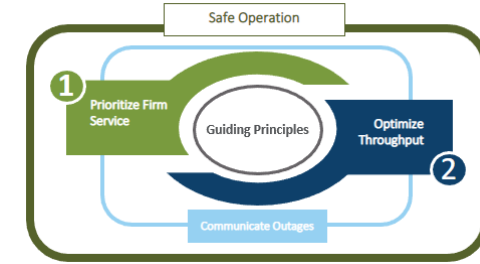 Safe Operation
1
Prioritize Firm
Service
Guiding Principles
Optimize
Throughput
2
Communicate Outages